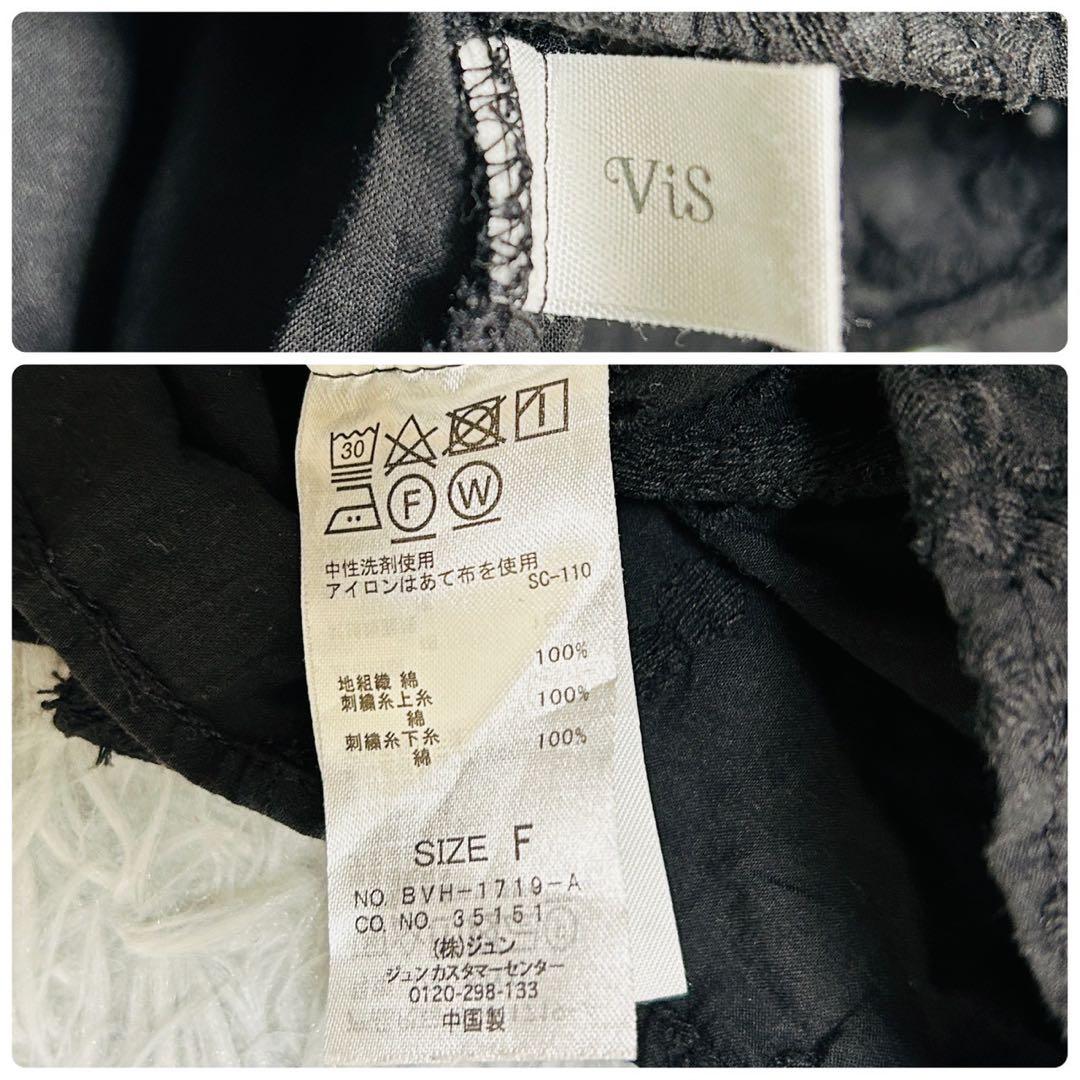 ViS
30
F W
中性洗剤使用
アイロンはあて布を使用
SC-110
地組織 綿 100%
刺繍糸上糸
綿 100%
刺繍糸下糸
綿 100%
SIZE F
NO. BVH-1719-A
CO. NO-35151
(株)ジュン
ジュンカスタマーセンター
0120-298-133
中国製